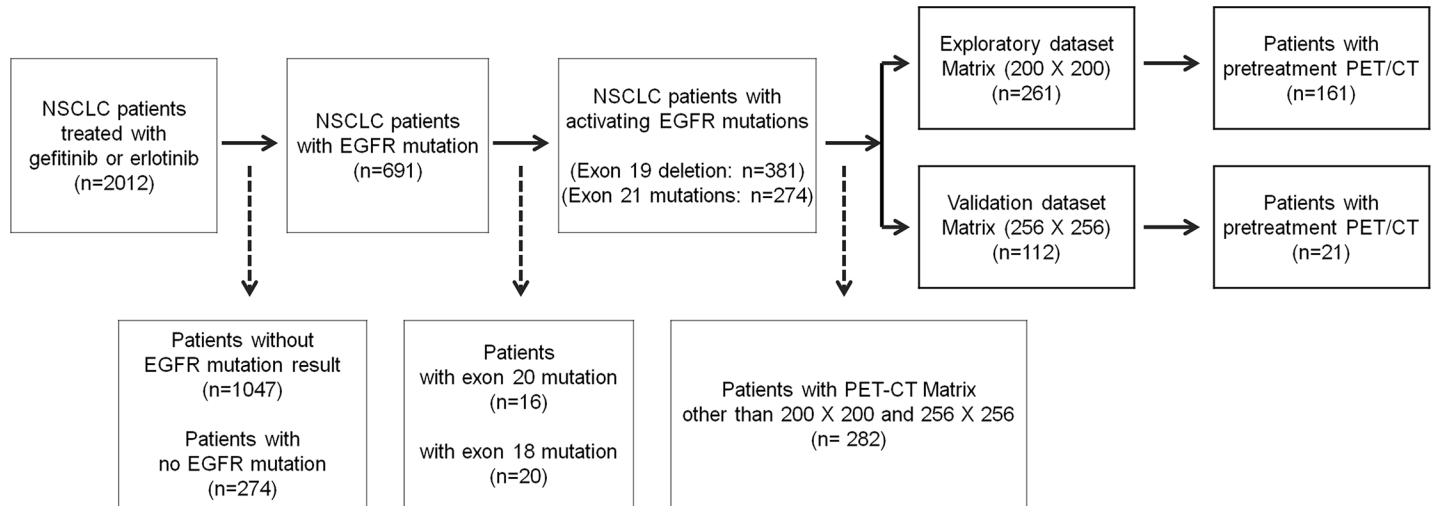 NSCLC patients
treated with
gefitinib or erlotinib
(n=2012)
NSCLC patients
with EGFR mutation
(n=691)
NSCLC patients with
activating EGFR mutations
(Exon 19 deletion: n=381)
(Exon 21 mutations: n=274)
Exploratory dataset
Matrix (200 X 200)
(n=261)
Patients with
pretreatment PET/CT
(n=161)
Validation dataset
Matrix (256 X 256)
(n=112)
Patients with
pretreatment PET/CT
(n=21)
Patients without
EGFR mutation result
(n=1047)
Patients with
no EGFR mutation
(n=274)
Patients
with exon 20 mutation
(n=16)
with exon 18 mutation
(n=20)
Patients with PET-CT Matrix
other than 200 X 200 and 256 X 256
(n= 282)